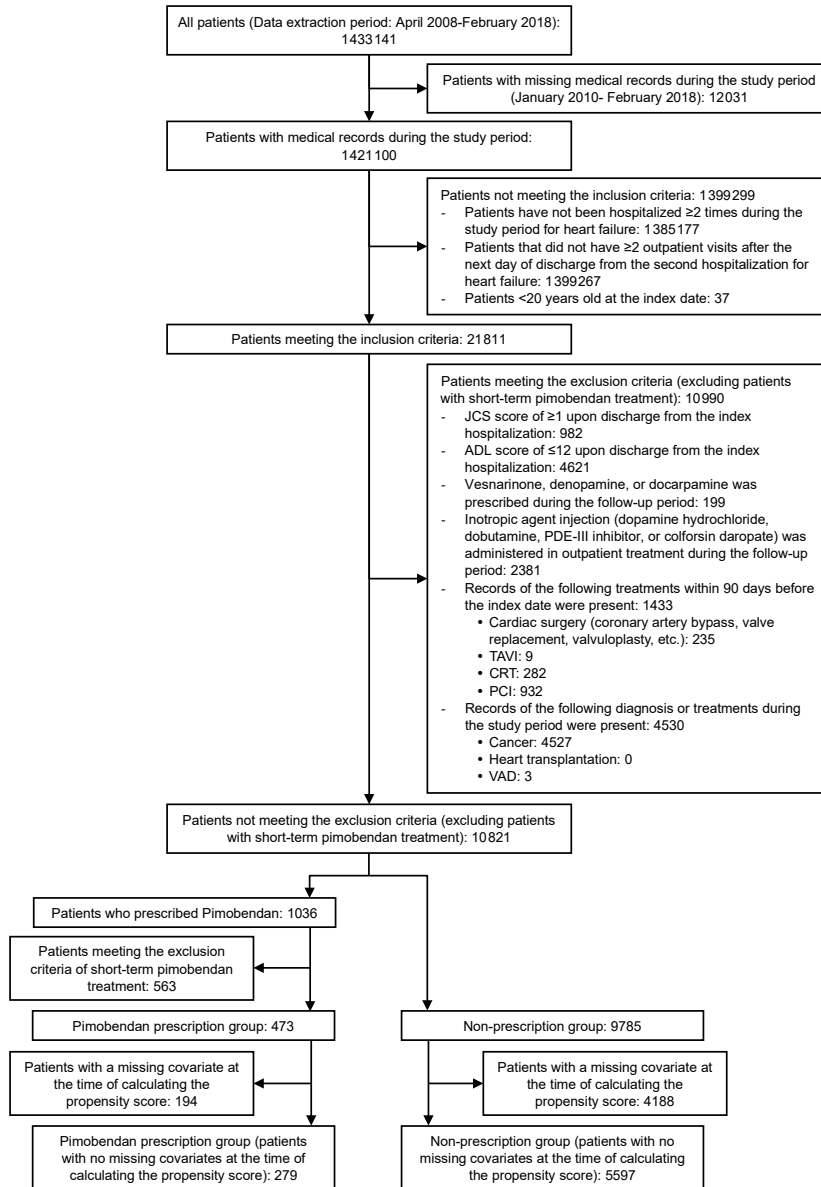 All patients (Data extraction period: April 2008-February 2018):
1433141
Patients with missing medical records during the study period
(January 2010- February 2018): 12031
Patients with medical records during the study period:
1421100
Patients not meeting the inclusion criteria: 1399299
- Patients have not been hospitalized ≥2 times during the
study period for heart failure: 1385177
- Patients that did not have ≥2 outpatient visits after the
next day of discharge from the second hospitalization for
heart failure: 1399267
- Patients <20 years old at the index date: 37
Patients meeting the inclusion criteria: 21811
Patients meeting the exclusion criteria (excluding patients
with short-term pimobendan treatment): 10990
- JCS score of ≥1 upon discharge from the index
hospitalization: 982
- ADL score of ≤12 upon discharge from the index
hospitalization: 4621
- Vesnarinone, denopamine, or docarpamine was
prescribed during the follow-up period: 199
- Inotropic agent injection (dopamine hydrochloride,
dobutamine, PDE-III inhibitor, or colforsin daropate) was
administered in outpatient treatment during the follow-up
period: 2381
- Records of the following treatments within 90 days before
the index date were present: 1433
• Cardiac surgery (coronary artery bypass, valve
replacement, valvuloplasty, etc.): 235
• TAVI: 9
• CRT: 282
• PCI: 932
- Records of the following diagnosis or treatments during
the study period were present: 4530
• Cancer: 4527
• Heart transplantation: 0
• VAD: 3
Patients not meeting the exclusion criteria (excluding patients
with short-term pimobendan treatment): 10821
Patients who prescribed Pimobendan: 1036
Patients meeting the exclusion
criteria of short-term pimobendan
treatment: 563
Pimobendan prescription group: 473
Non-prescription group: 9785
Patients with a missing covariate at
the time of calculating the
propensity score: 194
Patients with a missing covariate at
the time of calculating the
propensity score: 4188
Pimobendan prescription group (patients
with no missing covariates at the time of
calculating the propensity score): 279
Non-prescription group (patients with no
missing covariates at the time of calculating
the propensity score): 5597